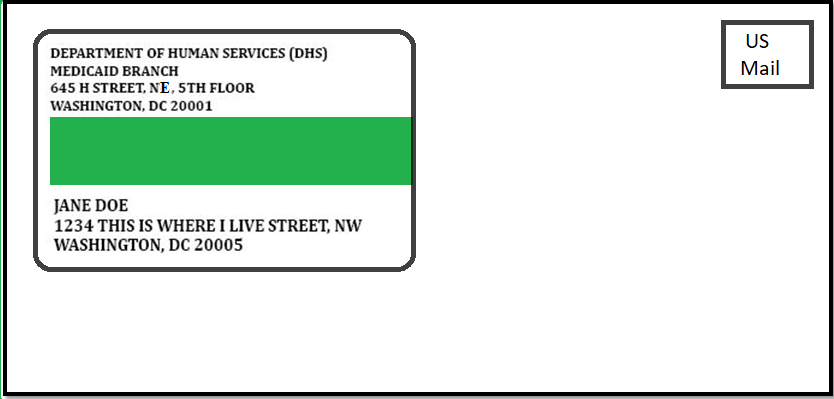 DEPARTMENT OF HUMAN SERVICES (DHS)
MEDICAID BRANCH
645 H STREET, NE, 5TH FLOOR
WASHINGTON, DC 20001
JANE DOE
1234 THIS IS WHERE I LIVE STREET, NW
WASHINGTON, DC 20005
US
Mail